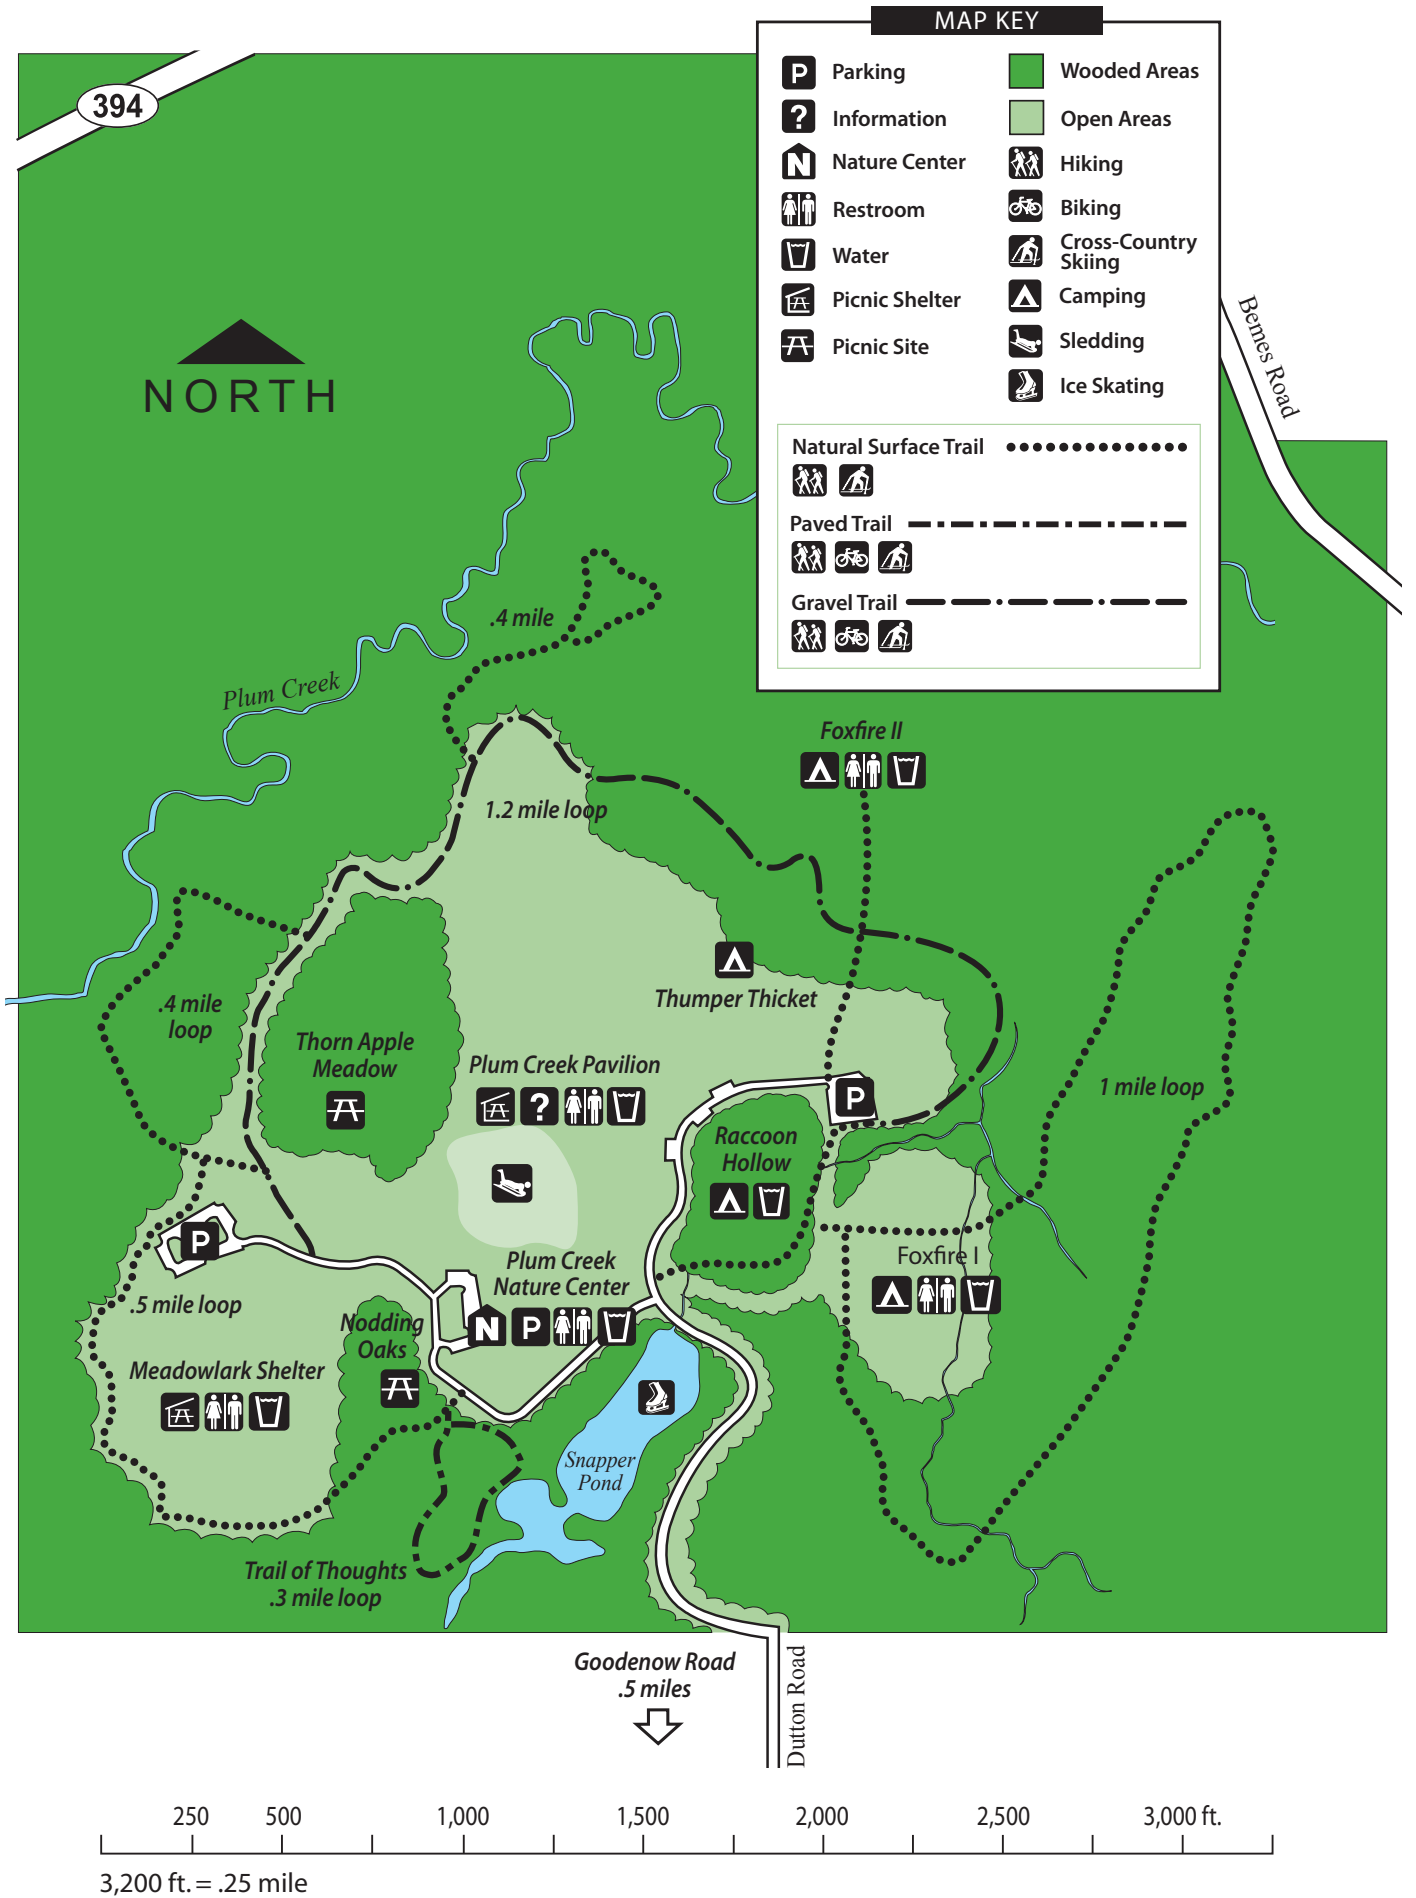 MAP KEY
P Parking
? Information
N Nature Center
Restroom
Water
Picnic Shelter
Picnic Site
Wooded Areas
Open Areas
Hiking
Biking
Cross-Country
Skiing
Camping
Sledding
Ice Skating
Natural Surface Trail
Paved Trail
Gravel Trail
394
NORTH
Bemes Road
.4 mile
Plum Creek
Foxfire II
1.2 mile loop
Thumper Thicket
.4 mile
loop
Thorn Apple
Meadow
Plum Creek Pavilion
?
P
1 mile loop
Raccoon
Hollow
P
Plum Creek
Nature Center
N P
Foxfire I
.5 mile loop
Nodding
Oaks
Meadowlark Shelter
Snapper
Pond
Trail of Thoughts
.3 mile loop
Goodenow Road
.5 miles
Dutton Road
250 500 1,000 1,500 2,000 2,500 3,000 ft.
3,200 ft. = .25 mile